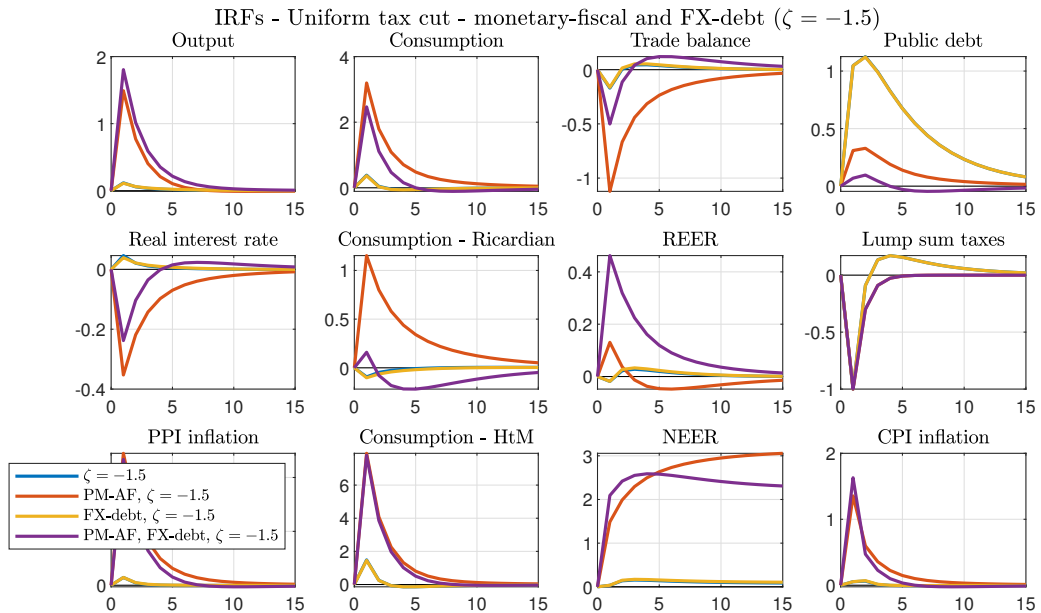 IRFs - Uniform tax cut - monetary-fiscal and FX-debt (ζ = −1.5)
Output
Consumption
Trade balance
Public debt
2
1
0
0 5 10 15
4
2
0
0 5 10 15
0
-0.5
-1
0 5 10 15
1
0.5
0
0 5 10 15
Real interest rate
Consumption - Ricardian
REER
Lump sum taxes
0
-0.2
-0.4
0 5 10 15
1
0.5
0
0 5 10 15
0.4
0.2
0
0 5 10 15
0
-0.5
-1
0 5 10 15
PPI inflation
Consumption - HtM
NEER
CPI inflation
ζ = −1.5
PM-AF, ζ = −1.5
FX-debt, ζ = −1.5
PM-AF, FX-debt, ζ = −1.5
0
0 5 10 15
6
4
2
0
0 5 10 15
3
2
1
0
0 5 10 15
2
1
0
0 5 10 15